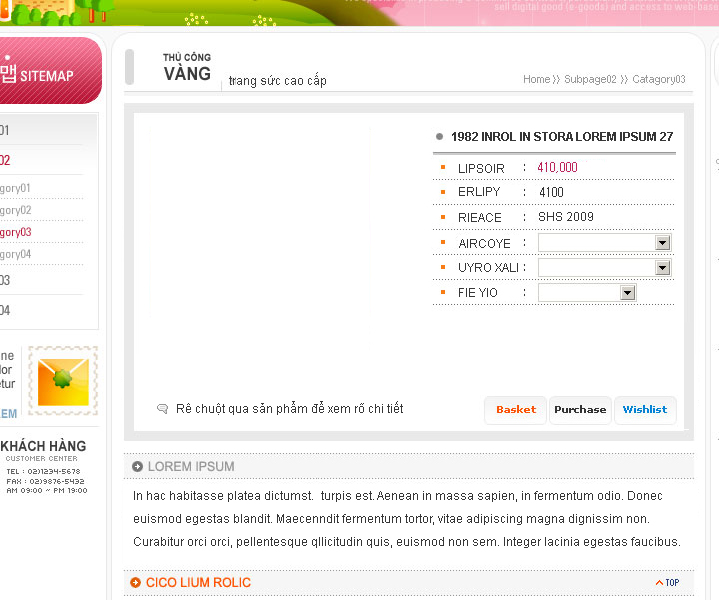 sell digital good (e-goods) and access to web-base
맵 SITEMAP
THỦ CÔNG
VÀNG
trang sức cao cấp
Home >> Subpage02 >> Catagory03
01
02
gory01
gory02
gory03
gory04
03
04
1982 INROL IN STORA LOREM IPSUM 27
LIPSOIR : 410,000
ERLIPY : 4100
RIEACE : SHS 2009
AIRCOYE :
UYRO XALI :
FIE YIO :
Rê chuột qua sản phẩm để xem rõ chi tiết
Basket Purchase Wishlist
ne
lor
etur
EM
KHÁCH HÀNG
CUSTOMER CENTER
TEL : 02)1234-5678
FAX : 02)9876-5432
AM 09:00 ~ PM 19:00
LOREM IPSUM
In hac habitasse platea dictumst. turpis est. Aenean in massa sapien, in fermentum odio. Donec
euismod egestas blandit. Maecenndit fermentum tortor, vitae adipiscing magna dignissim non.
Curabitur orci orci, pellentesque qllicitudin quis, euismod non sem. Integer lacinia egestas faucibus.
CICO LIUM ROLIC
TOP